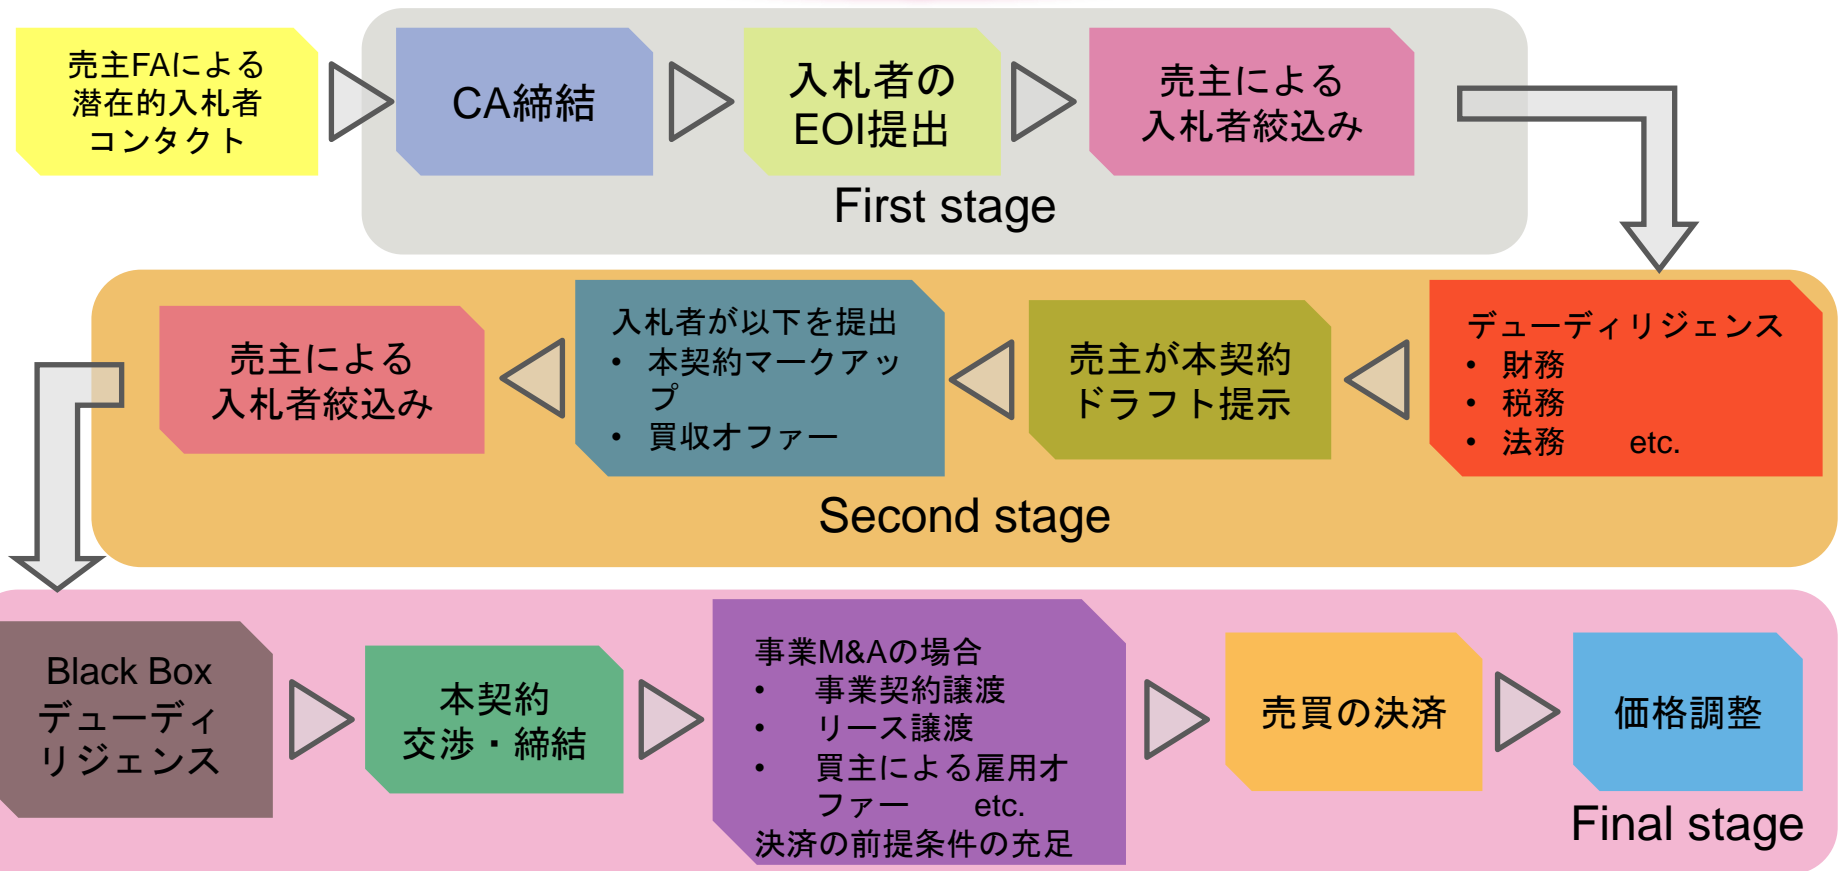 売主FAによる
潜在的入札者
コンタクト
CA締結
入札者の
EOI提出
売主による
入札者絞込み
First stage
デューディリジェンス
• 財務
• 税務
• 法務 etc.
売主が本契約
ドラフト提示
入札者が以下を提出
• 本契約マークアッ
プ
• 買収オファー
売主による
入札者絞込み
Second stage
Black Box
デューディ
リジェンス
本契約
交渉・締結
事業M&Aの場合
• 事業契約譲渡
• リース譲渡
• 買主による雇用オ
ファー etc.
決済の前提条件の充足
売買の決済
価格調整
Final stage